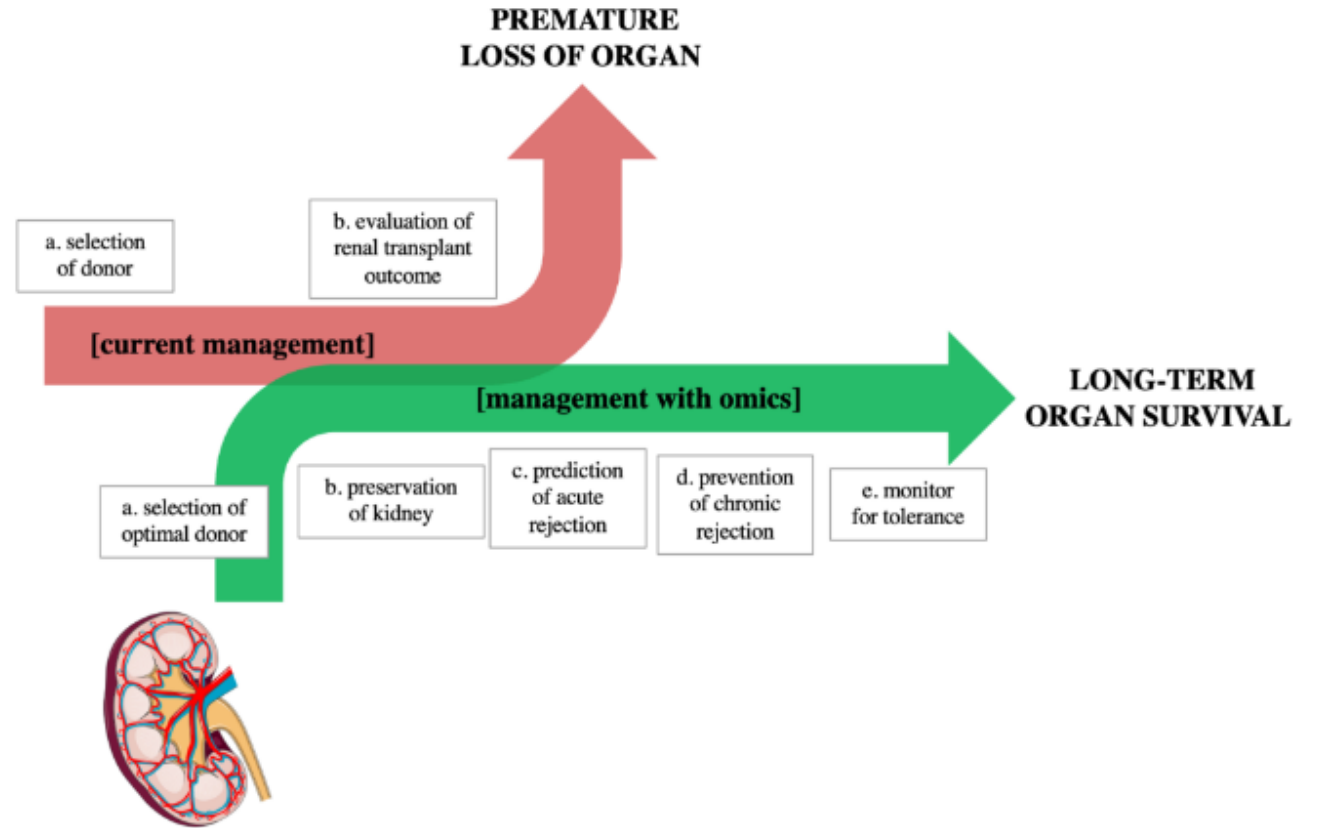 PREMATURE
LOSS OF ORGAN
a. selection
of donor
b. evaluation of
renal transplant
outcome
[current management]
[management with omics]
LONG-TERM
ORGAN SURVIVAL
a. selection of
optimal donor
b. preservation
of kidney
c. prediction
of acute
rejection
d. prevention
of chronic
rejection
e. monitor
for tolerance